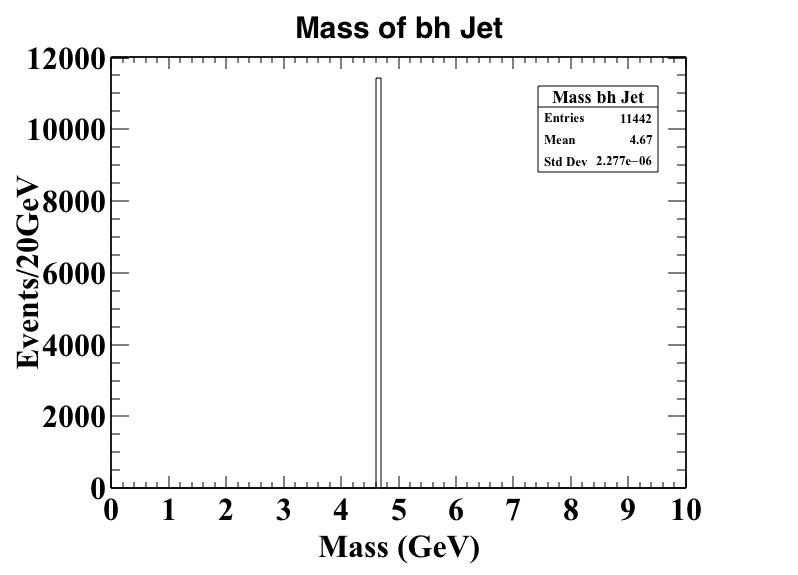 Mass of bh Jet
Events/20GeV
12000
10000
8000
6000
4000
2000
0
Mass bh Jet
Entries 11442
Mean 4.67
Std Dev 2.277e−06
0 1 2 3 4 5 6 7 8 9 10
Mass (GeV)